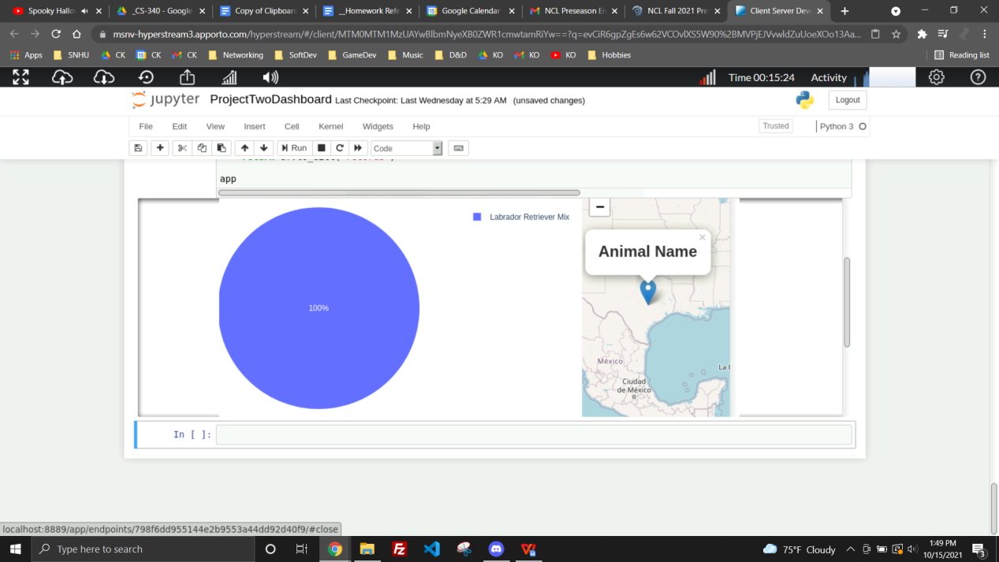 Spooky Hallo
_CS-340 - Google
Copy of Clipboard
__Homework Refe
Google Calendar
NCL Preseason
NCL Fall 2021 Pre
Client Server Dev
msnv-hyperstream3.apporto.com/hyperstream/#/client/MTM0MTM1MzUAYwBlbmNyeXB0ZWR1cmwtamRiYw==?q=evCiR6gpZgEs6w62VCOvlXS5W90%2BMVPjEJVvwldZuUoeXOo13Aa...
Apps
SNHU
CK
CK
CK
Networking
SoftDev
GameDev
Music
D&D
KO
KO
KO
Hobbies
Reading list
Time 00:15:24
Activity
jupyter
ProjectTwoDashboard
Last Checkpoint: Last Wednesday at 5:29 AM
(unsaved changes)
Logout
File
Edit
View
Insert
Cell
Kernel
Widgets
Help
Trusted
Python 3
Run
Code
app
100%
Labrador Retriever Mix
−
Animal Name
×
México
Ciudad
de México
La
In [ ]:
localhost:8889/app/endpoints/798f6dd955144e2b9553a44dd92d40f9/#close
Type here to search
75°F Cloudy
1:49 PM
10/15/2021
3